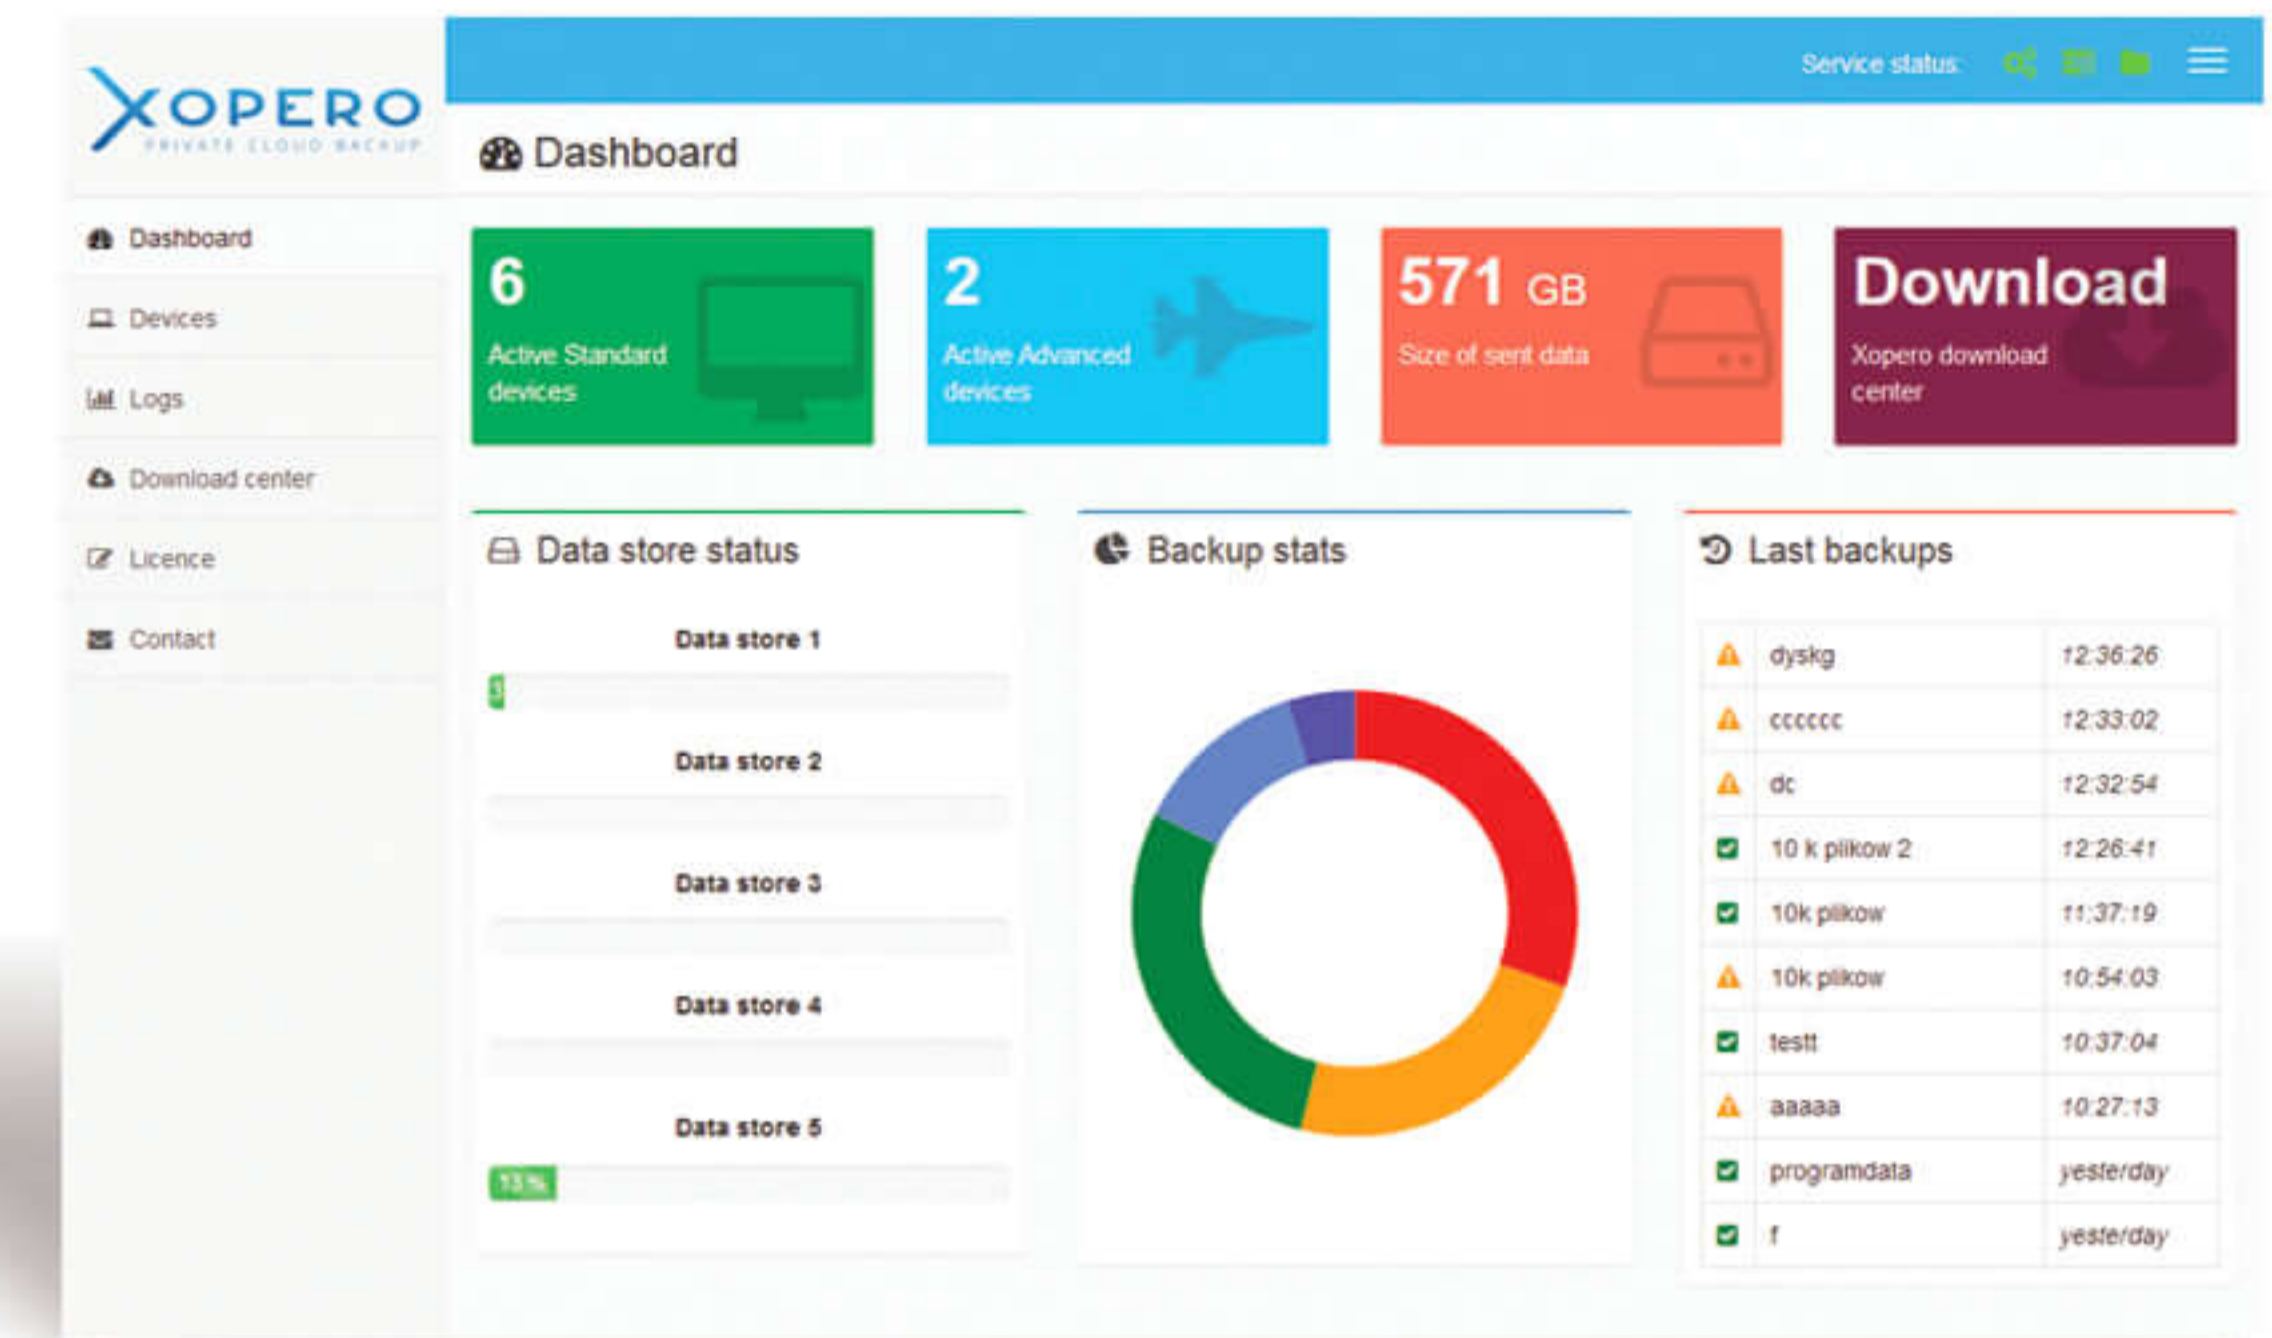 XOPERO
PRIVATE CLOUD BACKUP
Service status:
Dashboard
Dashboard
Devices
Logs
Download center
Licence
Contact
6
Active Standard
devices
2
Active Advanced
devices
571 GB
Size of sent data
Download
Xopero download
center
Data store status
Data store 1
3
Data store 2
Data store 3
Data store 4
Data store 5
13 %
Backup stats
Last backups
dyskg 12:36:26
cccccc 12:33:02
dc 12:32:54
10 k plikow 2 12:26:41
10k plikow 11:37:19
10k plikow 10:54:03
testt 10:37:04
aaaaa 10:27:13
programdata yesterday
f yesterday